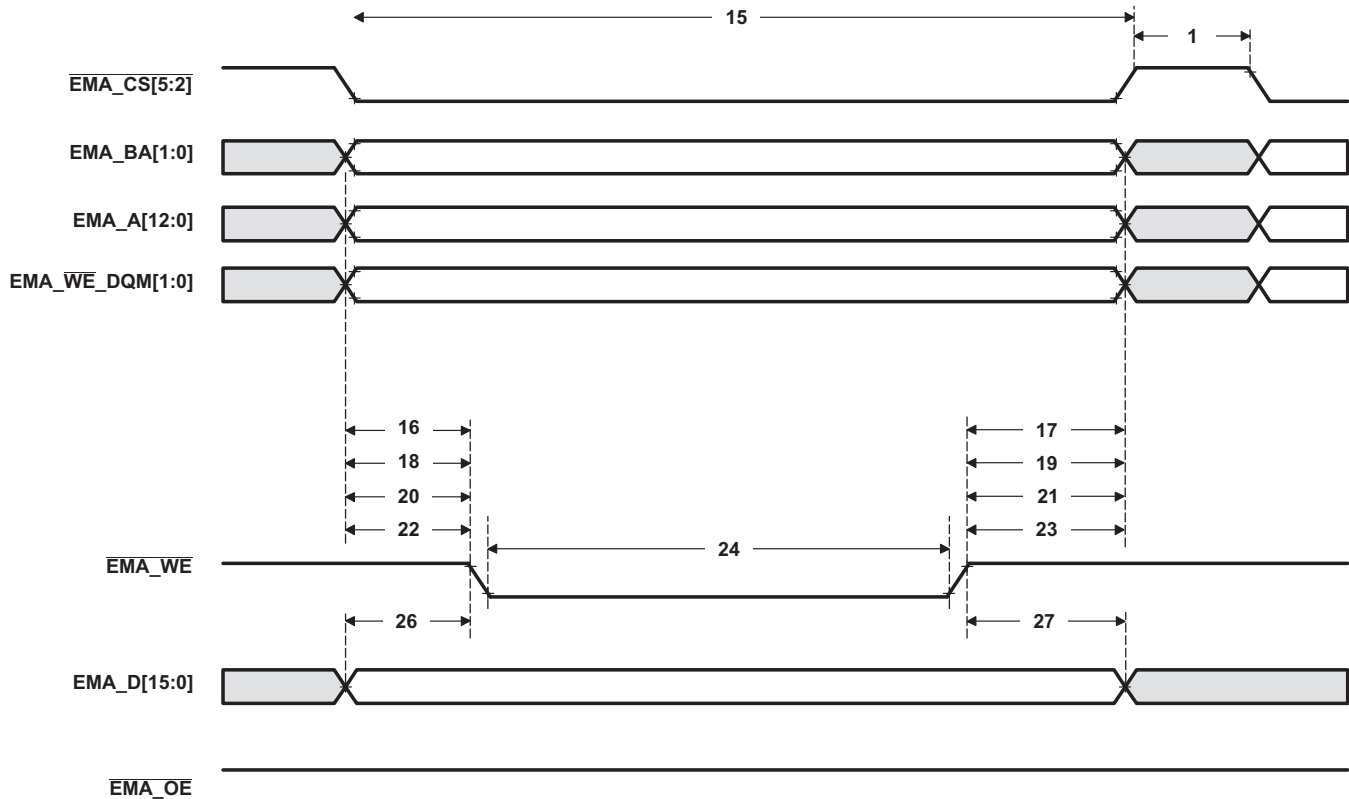 15
1
EMA_CS[5:2]
EMA_BA[1:0]
EMA_A[12:0]
EMA_WE_DQM[1:0]
16 17
18 19
20 21
22 23
24
EMA_WE
26 27
EMA_D[15:0]
EMA_OE